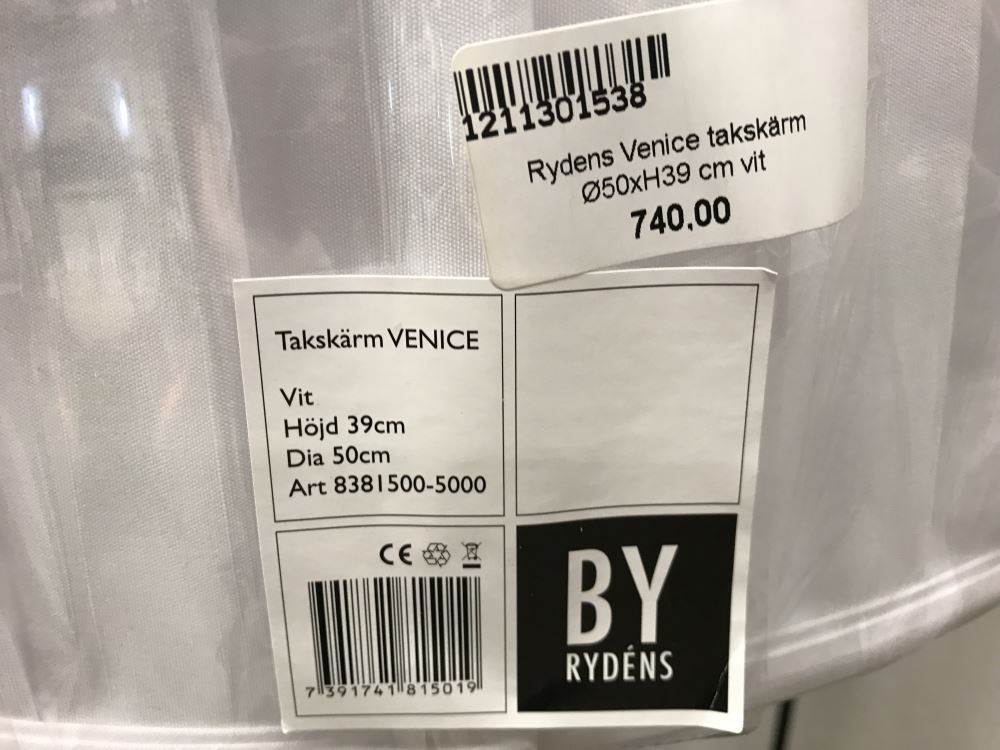 1211301538
Rydens Venice takskärm
Ø50xH39 cm vit
740.00
Takskärm VENICE
Vit
Höjd 39cm
Dia 50cm
Art 8381500-5000
CE
7 391741 815019
BY
RYDÉNS